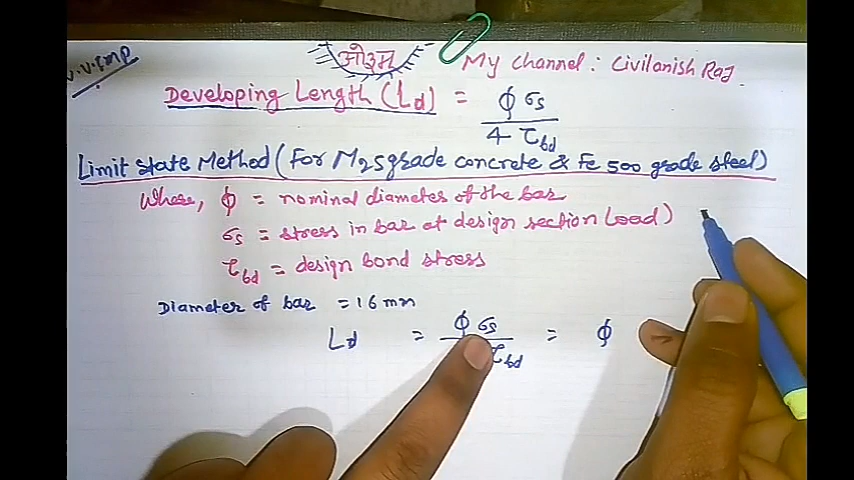 V.V.Imp
ओ३म
My Channel: Civilanish Raj
Developing Length (Ld) = ϕ σs / 4 τbd
Limit State Method (For M25 grade concrete & Fe 500 grade steel)
Where, ϕ = nominal diameter of the bar
σs = stress in bar at design section Load)
τbd = design bond stress
Diameter of bar = 16 mm
Ld = ϕ σs / τbd = ϕ